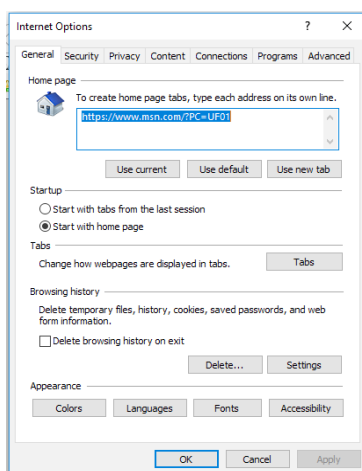 Internet Options
General Security Privacy Content Connections Programs Advanced
Home page
To create home page tabs, type each address on its own line.
https://www.msn.com/?PC=UF01
Use current Use default Use new tab
Startup
Start with tabs from the last session
Start with home page
Tabs
Change how webpages are displayed in tabs. Tabs
Browsing history
Delete temporary files, history, cookies, saved passwords, and web
form information.
Delete browsing history on exit
Delete... Settings
Appearance
Colors Languages Fonts Accessibility
OK Cancel Apply